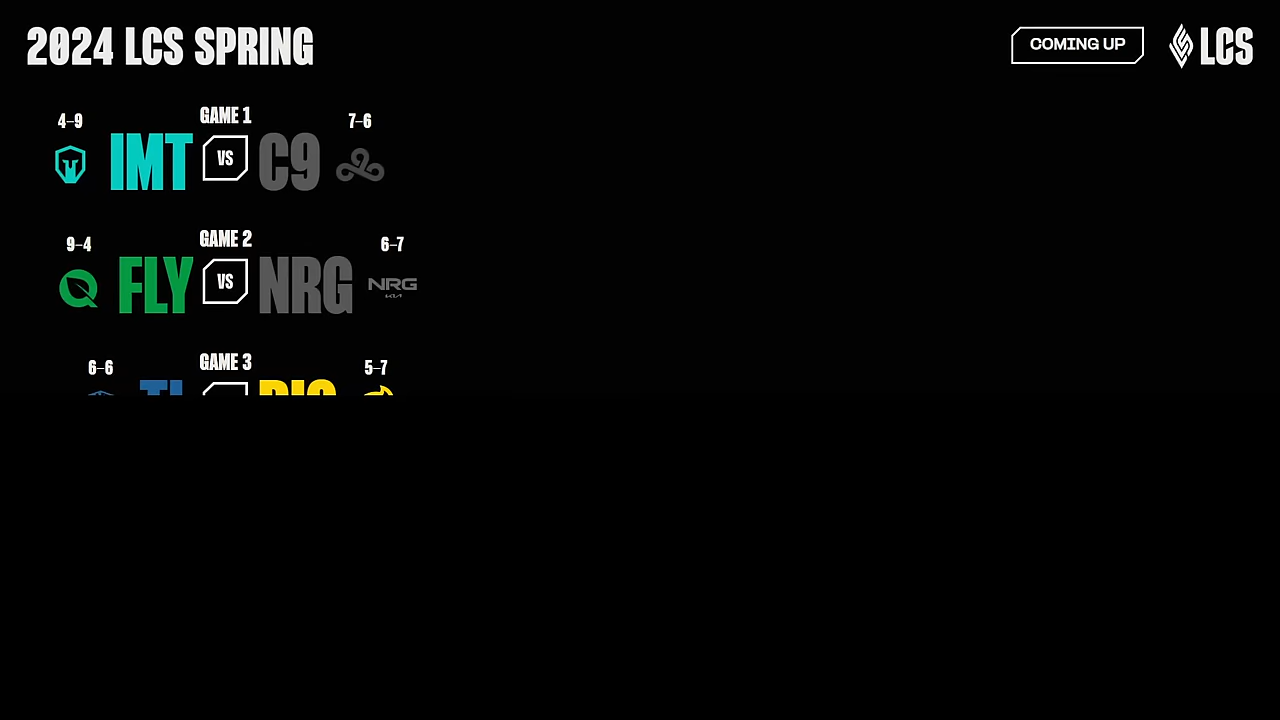 2024 LCS SPRING
COMING UP
LCS
GAME 1
4–9
7–6
IMT
VS
C9
GAME 2
9–4
6–7
FLY
VS
NRG
NRG
GAME 3
6–6
5–7